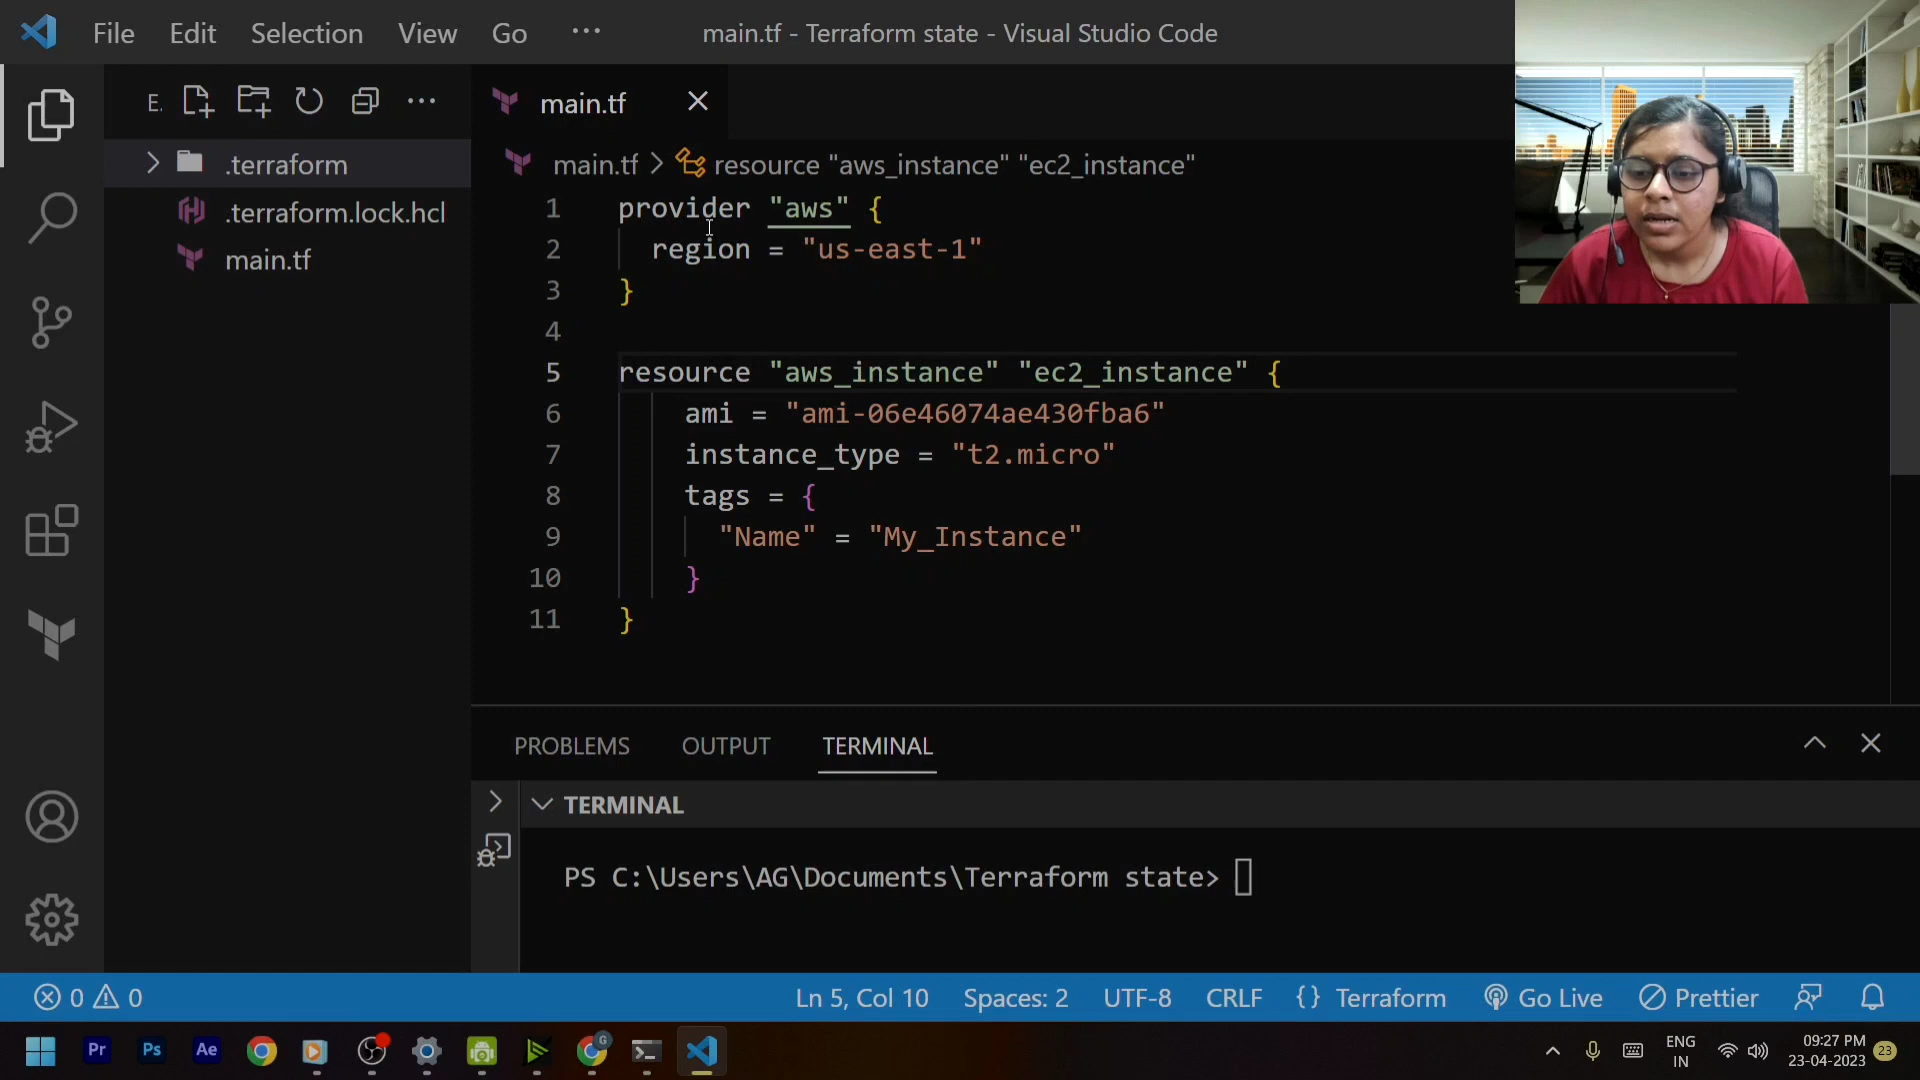 File Edit Selection View Go ··· main.tf - Terraform state - Visual Studio Code
E.
.terraform
.terraform.lock.hcl
main.tf
main.tf
main.tf > resource "aws_instance" "ec2_instance"
1 provider "aws" {
2 region = "us-east-1"
3 }
4
5 resource "aws_instance" "ec2_instance" {
6 ami = "ami-06e46074ae430fba6"
7 instance_type = "t2.micro"
8 tags = {
9 "Name" = "My_Instance"
10 }
11 }
PROBLEMS OUTPUT TERMINAL
TERMINAL
PS C:\Users\AG\Documents\Terraform state>
0 0 Ln 5, Col 10 Spaces: 2 UTF-8 CRLF {} Terraform Go Live Prettier
Pr Ps Ae G ENG IN 09:27 PM 23-04-2023 23